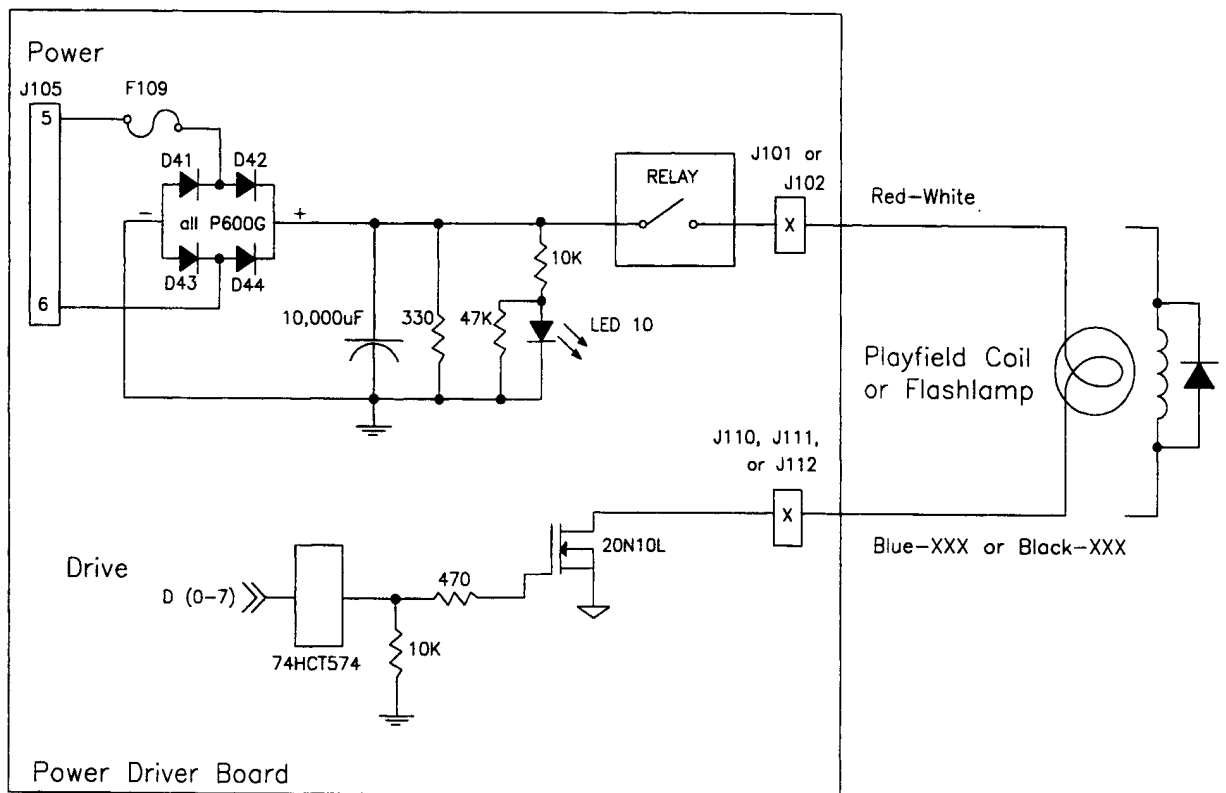 Power
J105
F109
5
D41
D42
J101 or
J102
RELAY
X
Red-White
-
all P600G
+
D43
D44
10K
6
10,000uF
330
47K
LED 10
Playfield Coil
or Flashlamp
J110, J111,
or J112
X
20N10L
Blue-XXX or Black-XXX
Drive
470
D (0-7)
10K
74HCT574
Power Driver Board